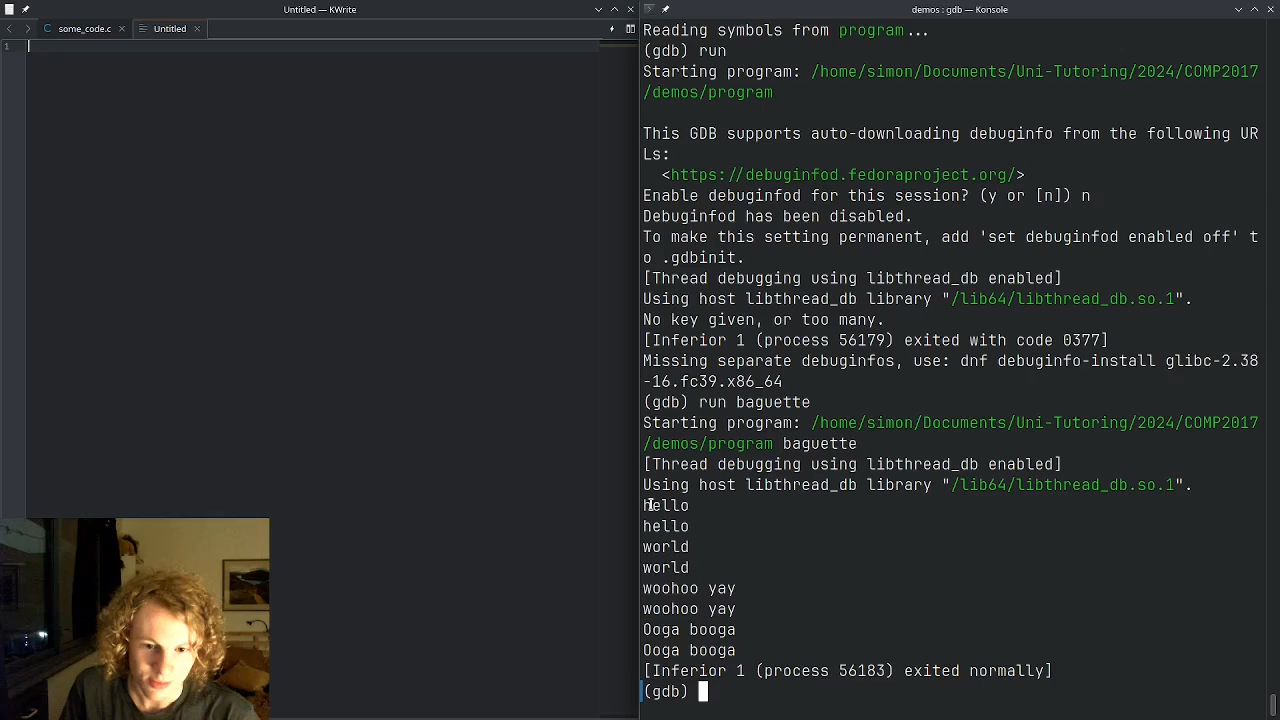 Untitled — KWrite
some_code.c
Untitled
1
demos : gdb — Konsole
Reading symbols from program...
(gdb) run
Starting program: /home/simon/Documents/Uni-Tutoring/2024/COMP2017
/demos/program
This GDB supports auto-downloading debuginfo from the following UR
Ls:
<https://debuginfod.fedoraproject.org/>
Enable debuginfod for this session? (y or [n]) n
Debuginfod has been disabled.
To make this setting permanent, add 'set debuginfod enabled off' t
o .gdbinit.
[Thread debugging using libthread_db enabled]
Using host libthread_db library "/lib64/libthread_db.so.1".
No key given, or too many.
[Inferior 1 (process 56179) exited with code 0377]
Missing separate debuginfos, use: dnf debuginfo-install glibc-2.38
-16.fc39.x86_64
(gdb) run baguette
Starting program: /home/simon/Documents/Uni-Tutoring/2024/COMP2017
/demos/program baguette
[Thread debugging using libthread_db enabled]
Using host libthread_db library "/lib64/libthread_db.so.1".
hello
hello
world
world
woohoo yay
woohoo yay
Ooga booga
Ooga booga
[Inferior 1 (process 56183) exited normally]
(gdb)